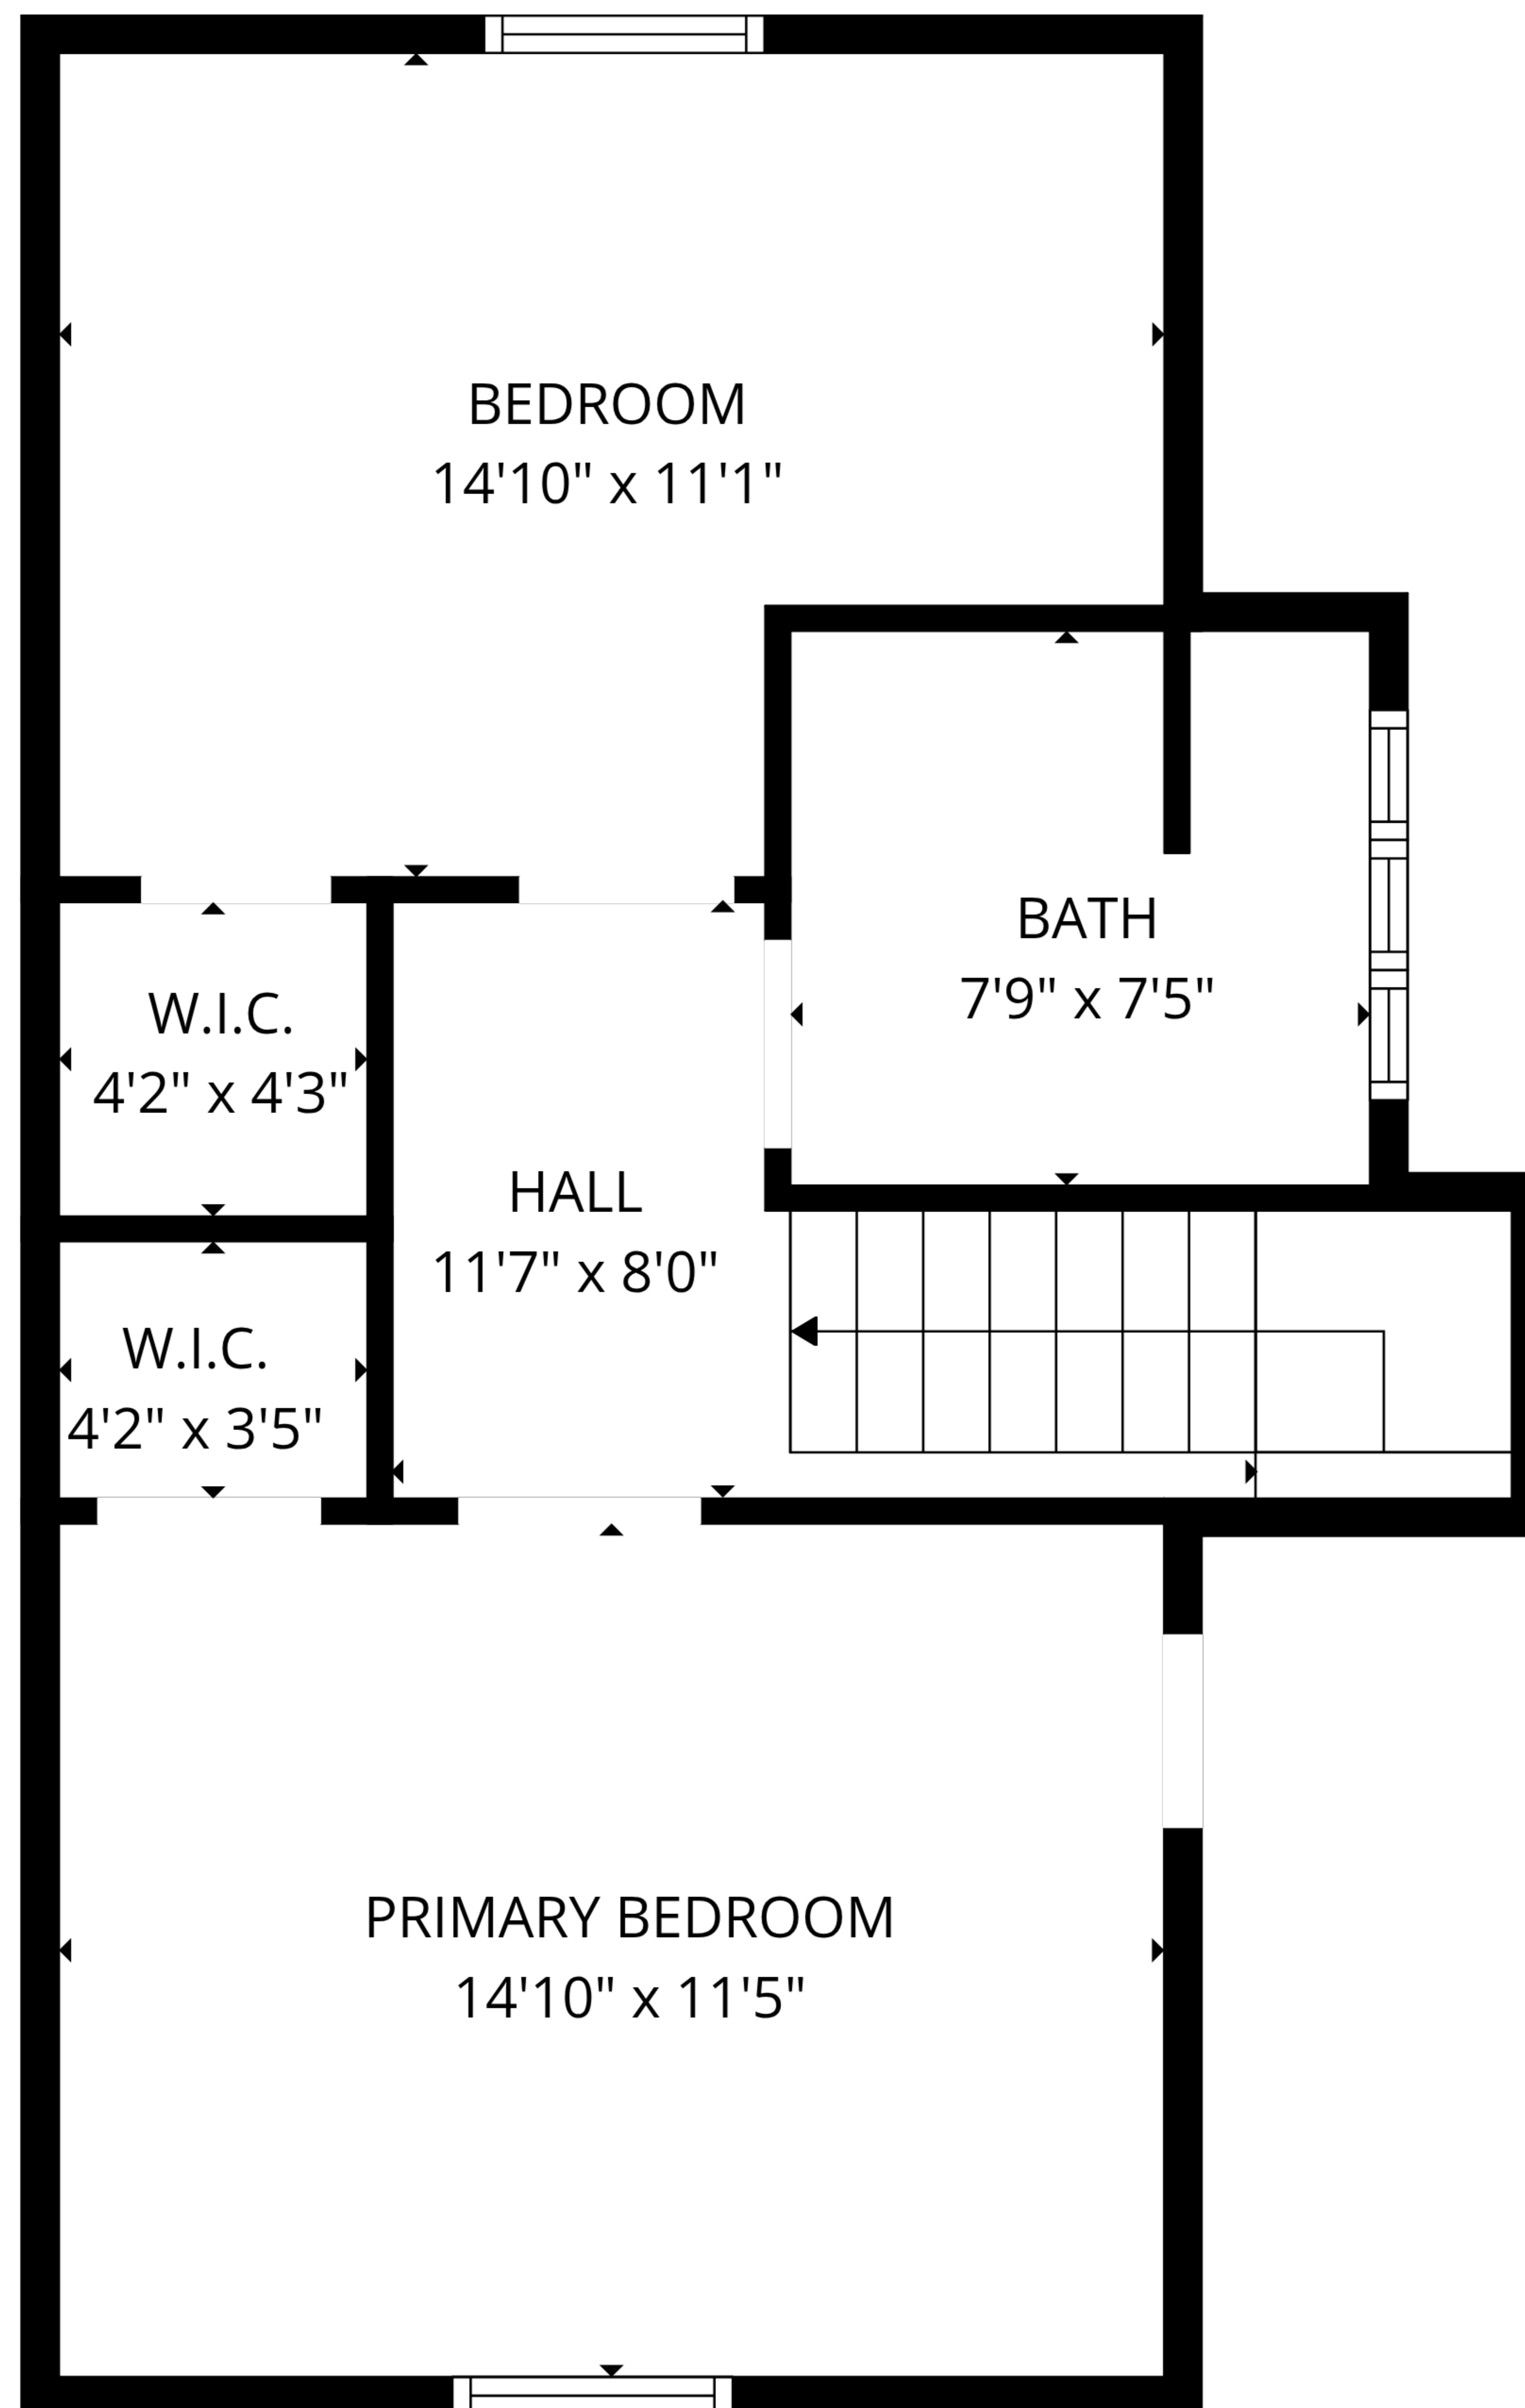 BEDROOM
14'10" x 11'1"
BATH
7'9" x 7'5"
W.I.C.
4'2" x 4'3"
HALL
11'7" x 8'0"
W.I.C.
4'2" x 3'5"
PRIMARY BEDROOM
14'10" x 11'5"